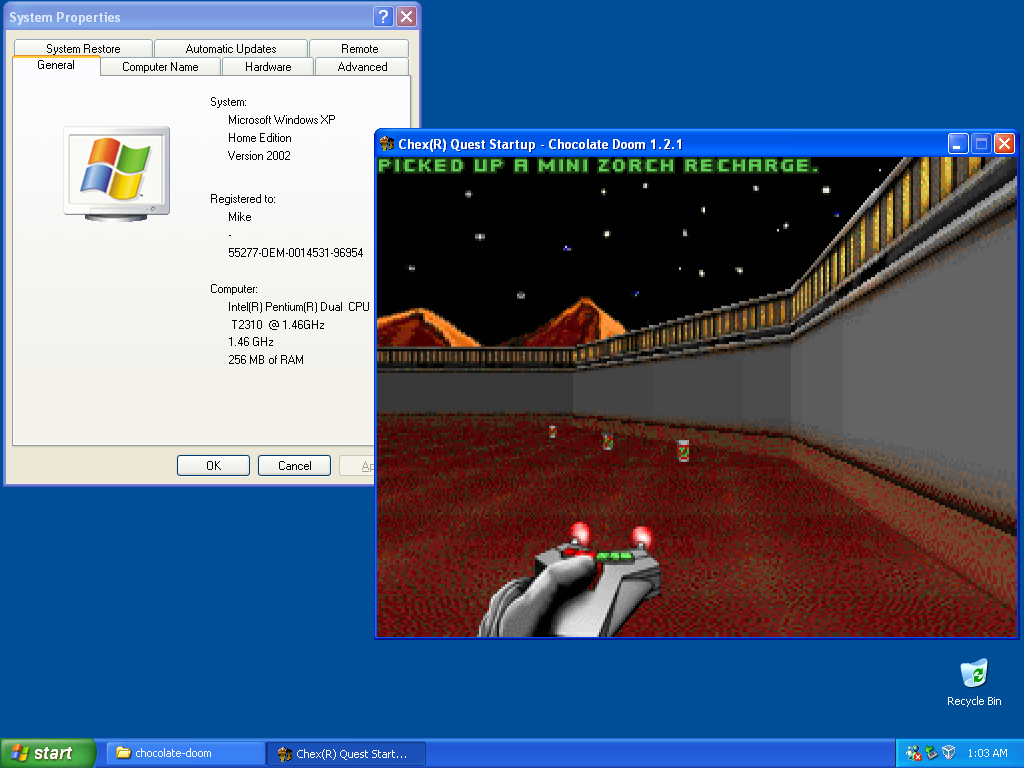 System Properties
System Restore
Automatic Updates
Remote
General
Computer Name
Hardware
Advanced
System:
Microsoft Windows XP
Home Edition
Version 2002
Registered to:
Mike
-
55277-OEM-0014531-96954
Computer:
Intel(R) Pentium(R) Dual CPU
T2310 @ 1.46GHz
1.46 GHz
256 MB of RAM
OK
Cancel
Ap
Chex(R) Quest Startup - Chocolate Doom 1.2.1
PICKED UP A MINI ZORCH RECHARGE.
Recycle Bin
start
chocolate-doom
Chex(R) Quest Start...
1:03 AM